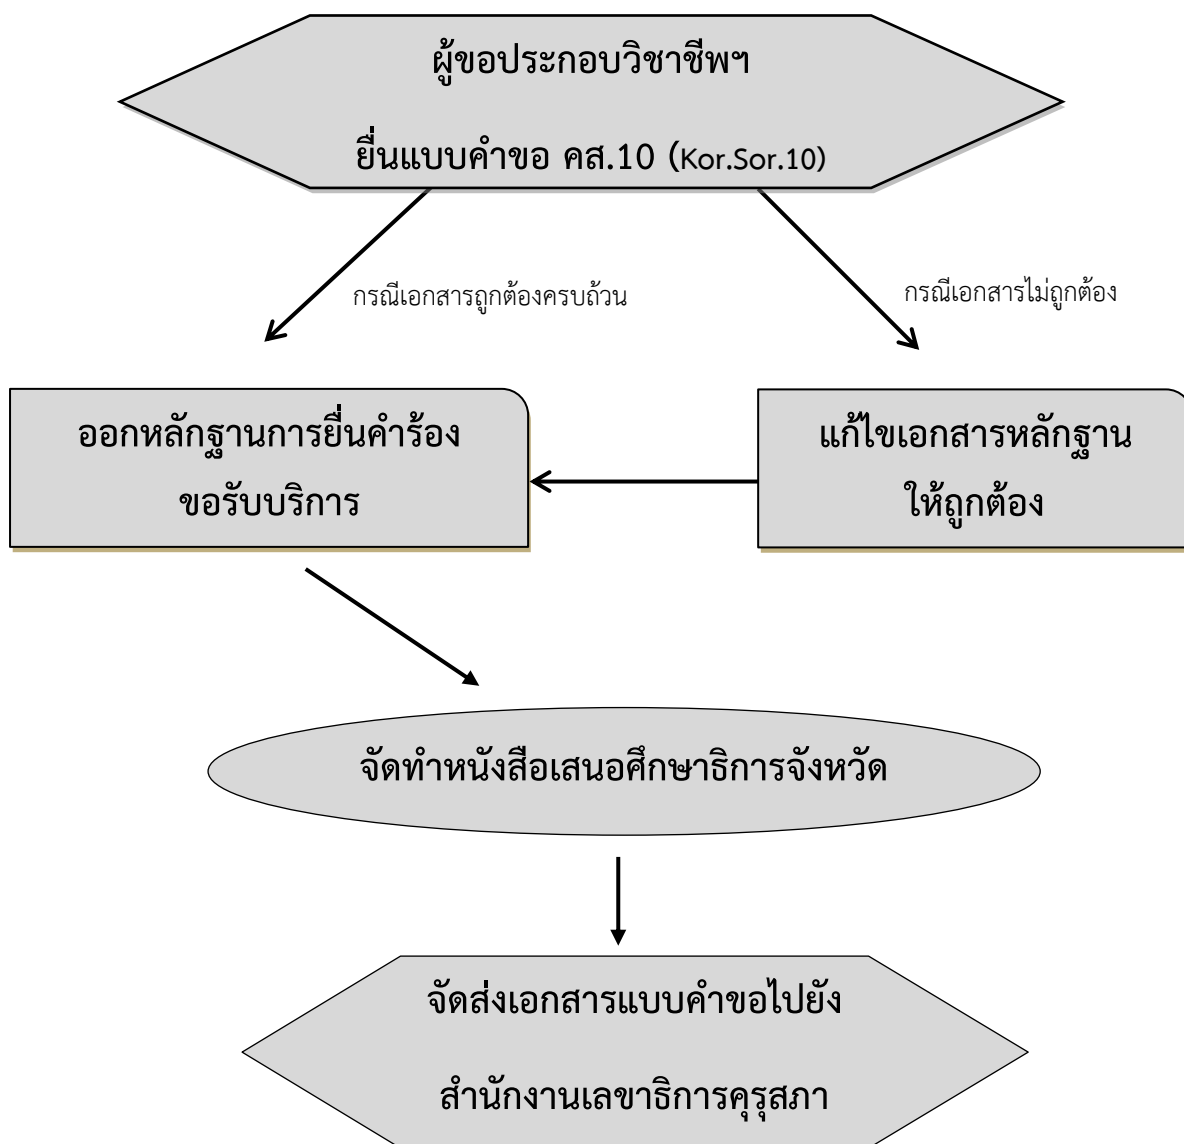 ผู้ขอประกอบวิชาชีพฯ
ยื่นแบบคำขอ คส.10 (Kor.Sor.10)
กรณีเอกสารถูกต้องครบถ้วน
กรณีเอกสารไม่ถูกต้อง
ออกหลักฐานการยื่นคำร้อง
ขอรับบริการ
แก้ไขเอกสารหลักฐาน
ให้ถูกต้อง
จัดทำหนังสือเสนอศึกษาธิการจังหวัด
จัดส่งเอกสารแบบคำขอไปยัง
สำนักงานเลขาธิการคุรุสภา